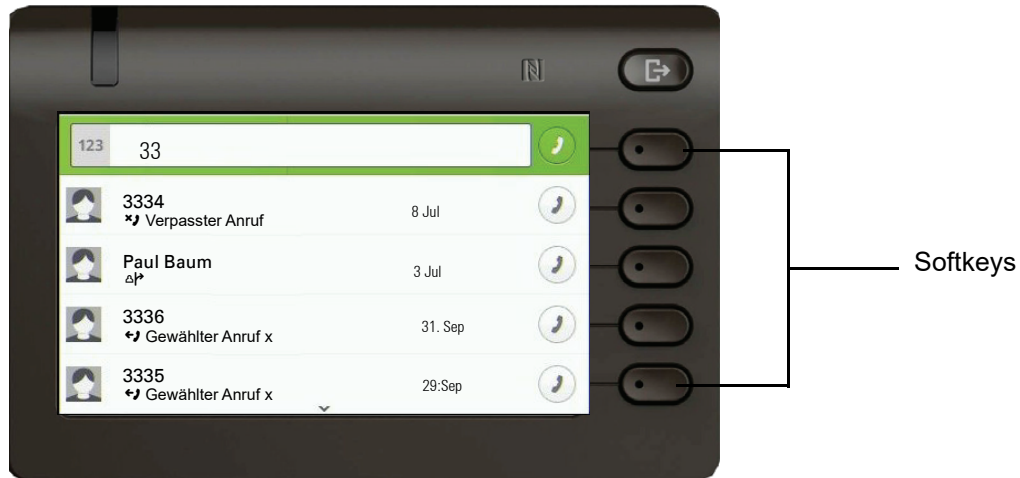 123 33
3334
Verpasster Anruf
8 Jul
Paul Baum
3 Jul
3336
Gewählter Anruf x
31. Sep
3335
Gewählter Anruf x
29:Sep
Softkeys